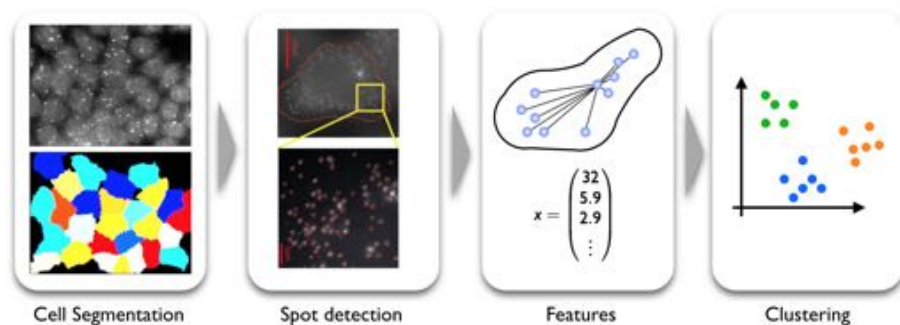 x =
32
5.9
2.9
⋮
Cell Segmentation
Spot detection
Features
Clustering